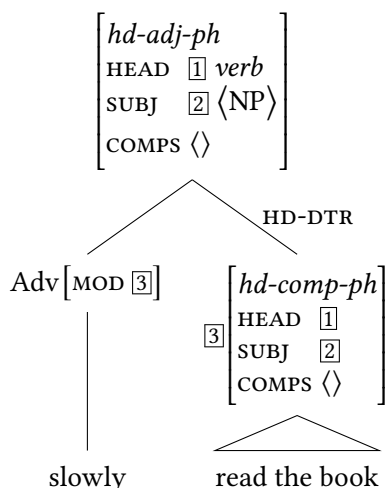 hd-adj-ph
HEAD 1 verb
SUBJ 2 ⟨NP⟩
COMPS ⟨⟩
HD-DTR
Adv[MOD 3]
3
hd-comp-ph
HEAD 1
SUBJ 2
COMPS ⟨⟩
slowly
read the book